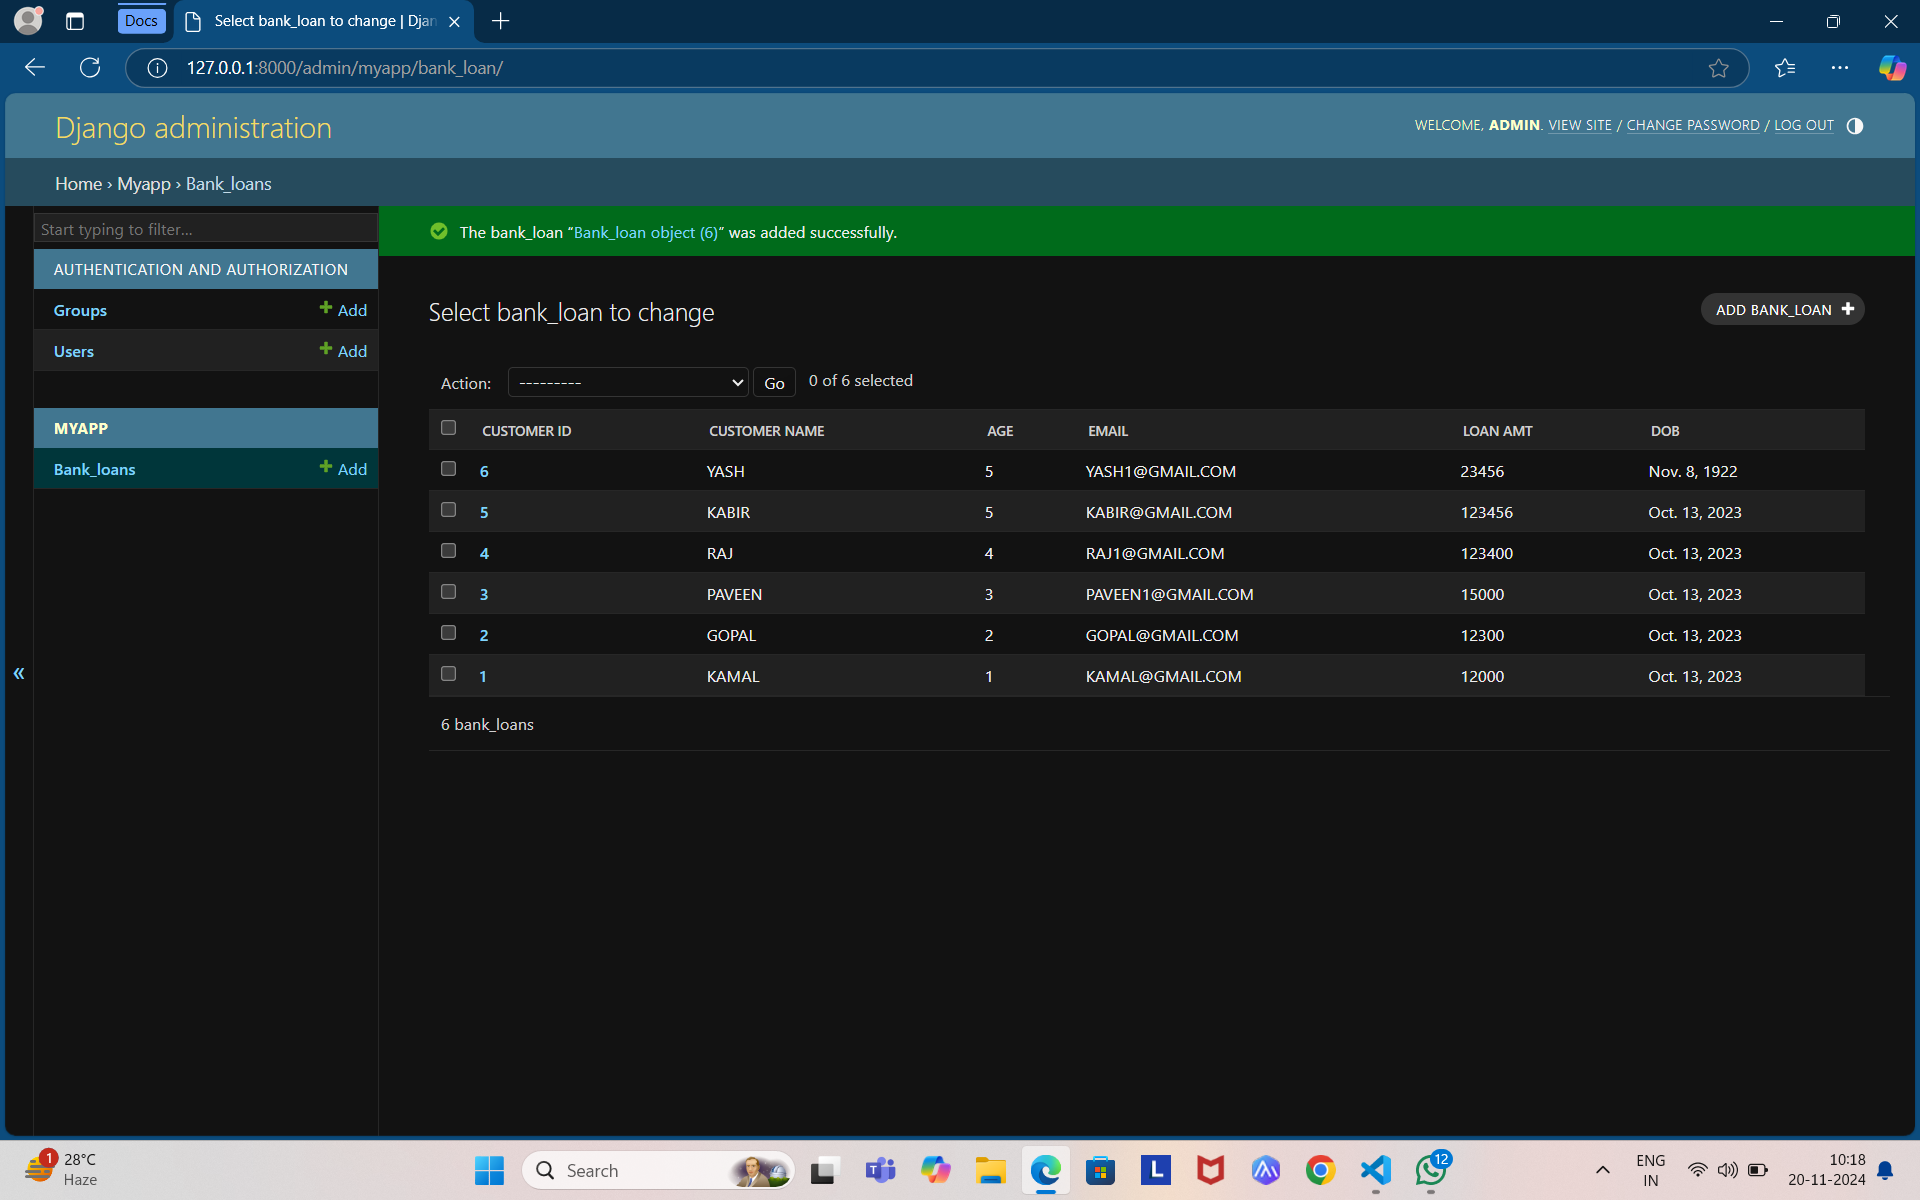 Docs
Select bank_loan to change | Djan
127.0.0.1:8000/admin/myapp/bank_loan/
Django administration
WELCOME, ADMIN. VIEW SITE / CHANGE PASSWORD / LOG OUT
Home › Myapp › Bank_loans
Start typing to filter...
The bank_loan “Bank_loan object (6)” was added successfully.
AUTHENTICATION AND AUTHORIZATION
Groups + Add
Users + Add
MYAPP
Bank_loans + Add
«
Select bank_loan to change
ADD BANK_LOAN +
Action: --------- Go 0 of 6 selected
CUSTOMER ID CUSTOMER NAME AGE EMAIL LOAN AMT DOB
6 YASH 5 YASH1@GMAIL.COM 23456 Nov. 8, 1922
5 KABIR 5 KABIR@GMAIL.COM 123456 Oct. 13, 2023
4 RAJ 4 RAJ1@GMAIL.COM 123400 Oct. 13, 2023
3 PAVEEN 3 PAVEEN1@GMAIL.COM 15000 Oct. 13, 2023
2 GOPAL 2 GOPAL@GMAIL.COM 12300 Oct. 13, 2023
1 KAMAL 1 KAMAL@GMAIL.COM 12000 Oct. 13, 2023
6 bank_loans
1
28°C
Haze
Search
L
12
ENG
IN
10:18
20-11-2024